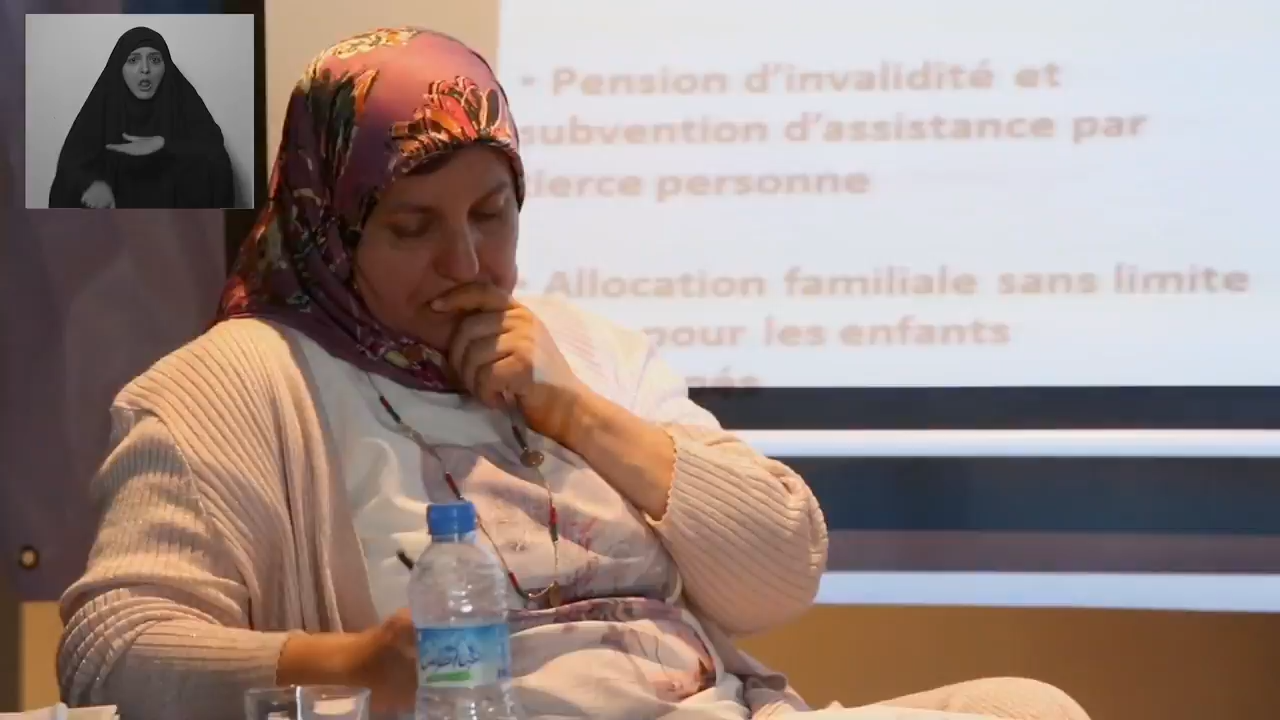 • Pension d'invalidité et
subvention d'assistance par
tierce personne
• Allocation familiale sans limite
pour les enfants